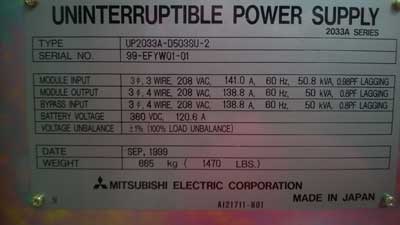 UNINTERRUPTIBLE POWER SUPPLY
2033A SERIES
TYPE UP2033A-D503SU-2
SERIAL NO. 99-EFYW01-01
MODULE INPUT 3φ, 3 WIRE, 208 VAC, 141.0 A, 60 Hz, 50.8 kVA, 0.98PF LAGGING
MODULE OUTPUT 3φ, 4 WIRE, 208 VAC, 138.8 A, 60 Hz, 50 kVA, 0.8PF LAGGING
BYPASS INPUT 3φ, 4 WIRE, 208 VAC, 138.8 A, 60 Hz, 50 kVA, 0.8PF LAGGING
BATTERY VOLTAGE 360 VDC, 120.6 A
VOLTAGE UNBALANCE ±1% (100% LOAD UNBALANCE)
DATE SEP, 1999
WEIGHT 665 kg ( 1470 LBS.)
MITSUBISHI ELECTRIC CORPORATION
N MADE IN JAPAN